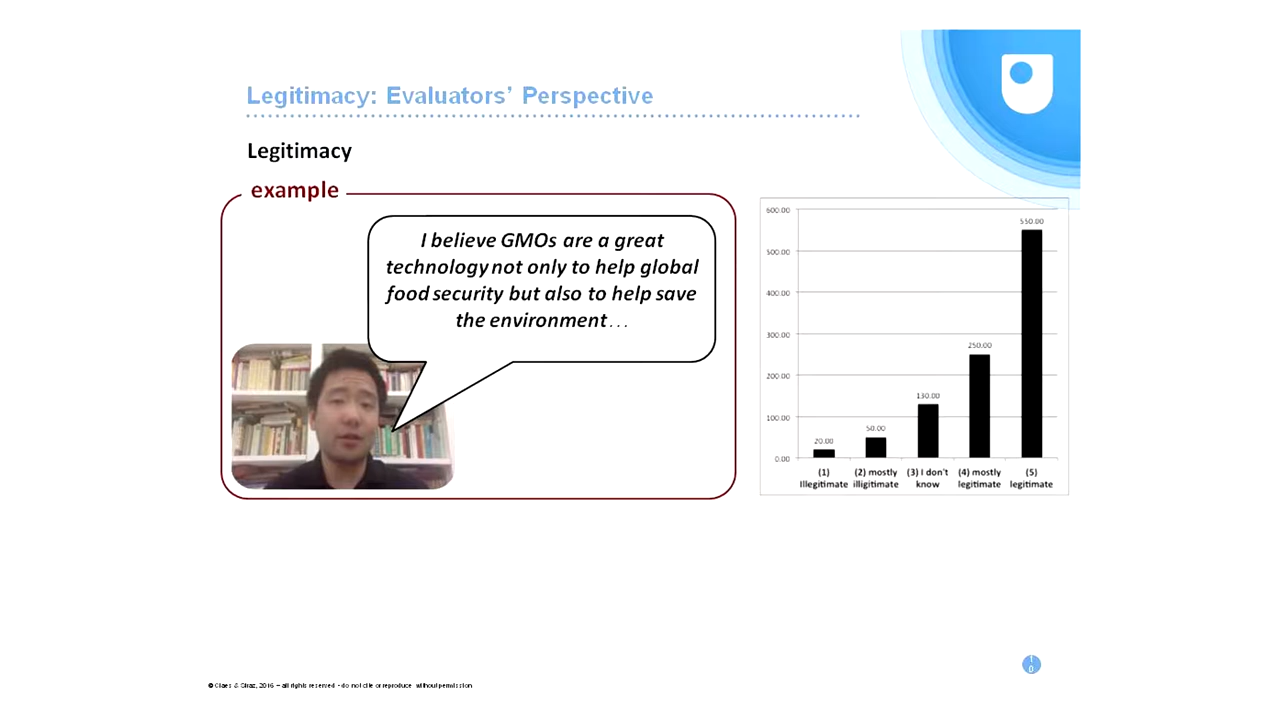 Legitimacy: Evaluators' Perspective
Legitimacy
example
I believe GMOs are a great
technology not only to help global
food security but also to help save
the environment...
600.00
500.00
400.00
300.00
200.00
100.00
0.00
20.00
50.00
130.00
250.00
550.00
(1) Illegitimate
(2) mostly illigitimate
(3) I don't know
(4) mostly legitimate
(5) legitimate
10
© Claes & Ciraz, 2016 – all rights reserved - do not cite or reproduce without permission